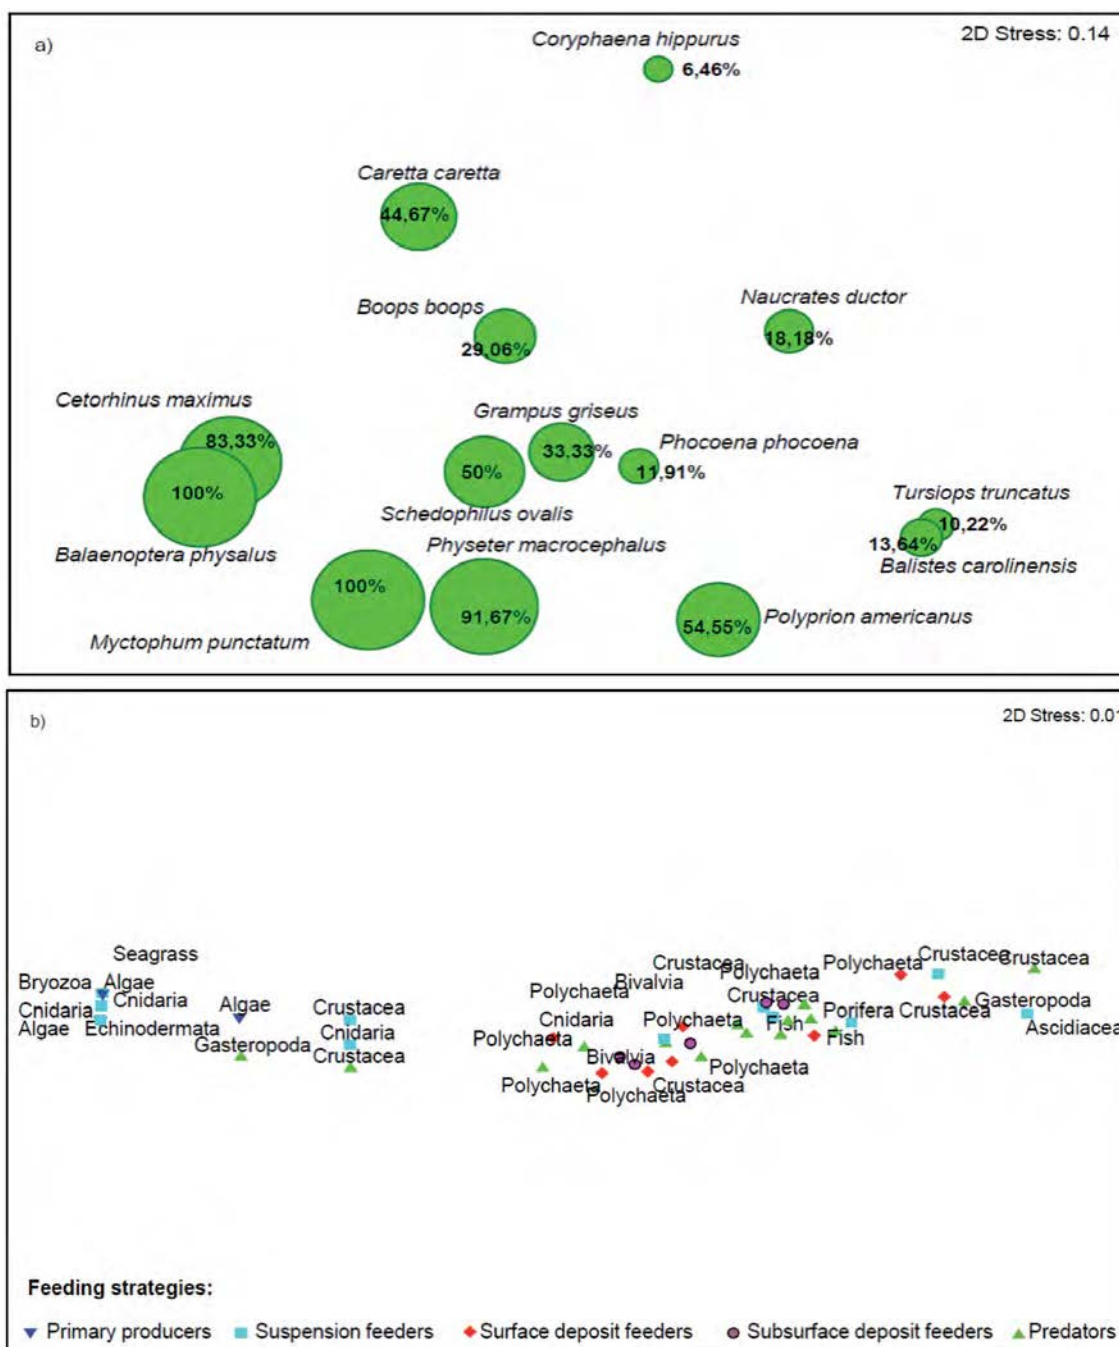 a)
2D Stress: 0.14
Coryphaena hippurus
6,46%
Caretta caretta
44,67%
Boops boops
29,06%
Naucrates ductor
18,18%
Cetorhinus maximus
83,33%
Grampus griseus
33,33%
Phocoena phocoena
11,91%
50%
Schedophilus ovalis
100%
Balaenoptera physalus
Tursiops truncatus
10,22%
13,64%
Balistes carolinensis
Physeter macrocephalus
100%
91,67%
54,55%
Polyprion americanus
Myctophum punctatum
b)
2D Stress: 0.01
Seagrass
Bryozoa Algae
Cnidaria
Cnidaria
Algae
Echinodermata
Algae
Gasteropoda
Crustacea
Cnidaria
Crustacea
Polychaeta
Cnidaria
Polychaeta
Polychaeta
Bivalvia
Crustacea
Bivalvia
Polychaeta
Polychaeta
Crustacea
Polychaeta
Crustacea
Fish
Polychaeta
Polychaeta
Porifera
Fish
Crustacea
Crustacea
Crustacea
Gasteropoda
Ascidiacea
Feeding strategies:
Primary producers Suspension feeders Surface deposit feeders Subsurface deposit feeders Predators